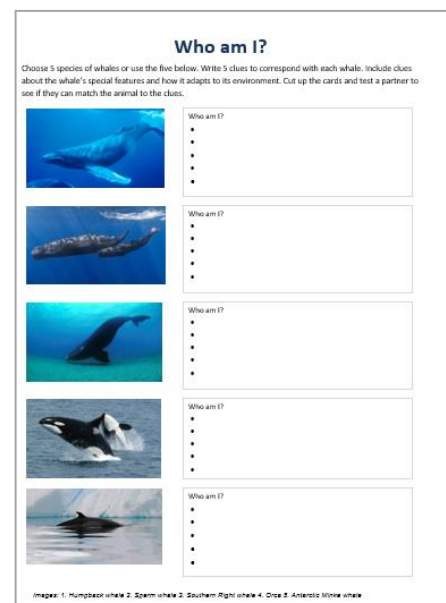 Who am I?
Choose 5 species of whales or use the five below. Write 5 clues to correspond with each whale. Include clues
about the whale's special features and how it adapts to its environment. Cut up the cards and test a partner to
see if they can match the animal to the clues.
Who am I?
•
•
•
•
•
Who am I?
•
•
•
•
•
Who am I?
•
•
•
•
•
Who am I?
•
•
•
•
•
Who am I?
•
•
•
•
•
Images: 1. Humpback whale 2. Sperm whale 3. Southern Right whale 4. Orca 5. Antarctic Minke whale